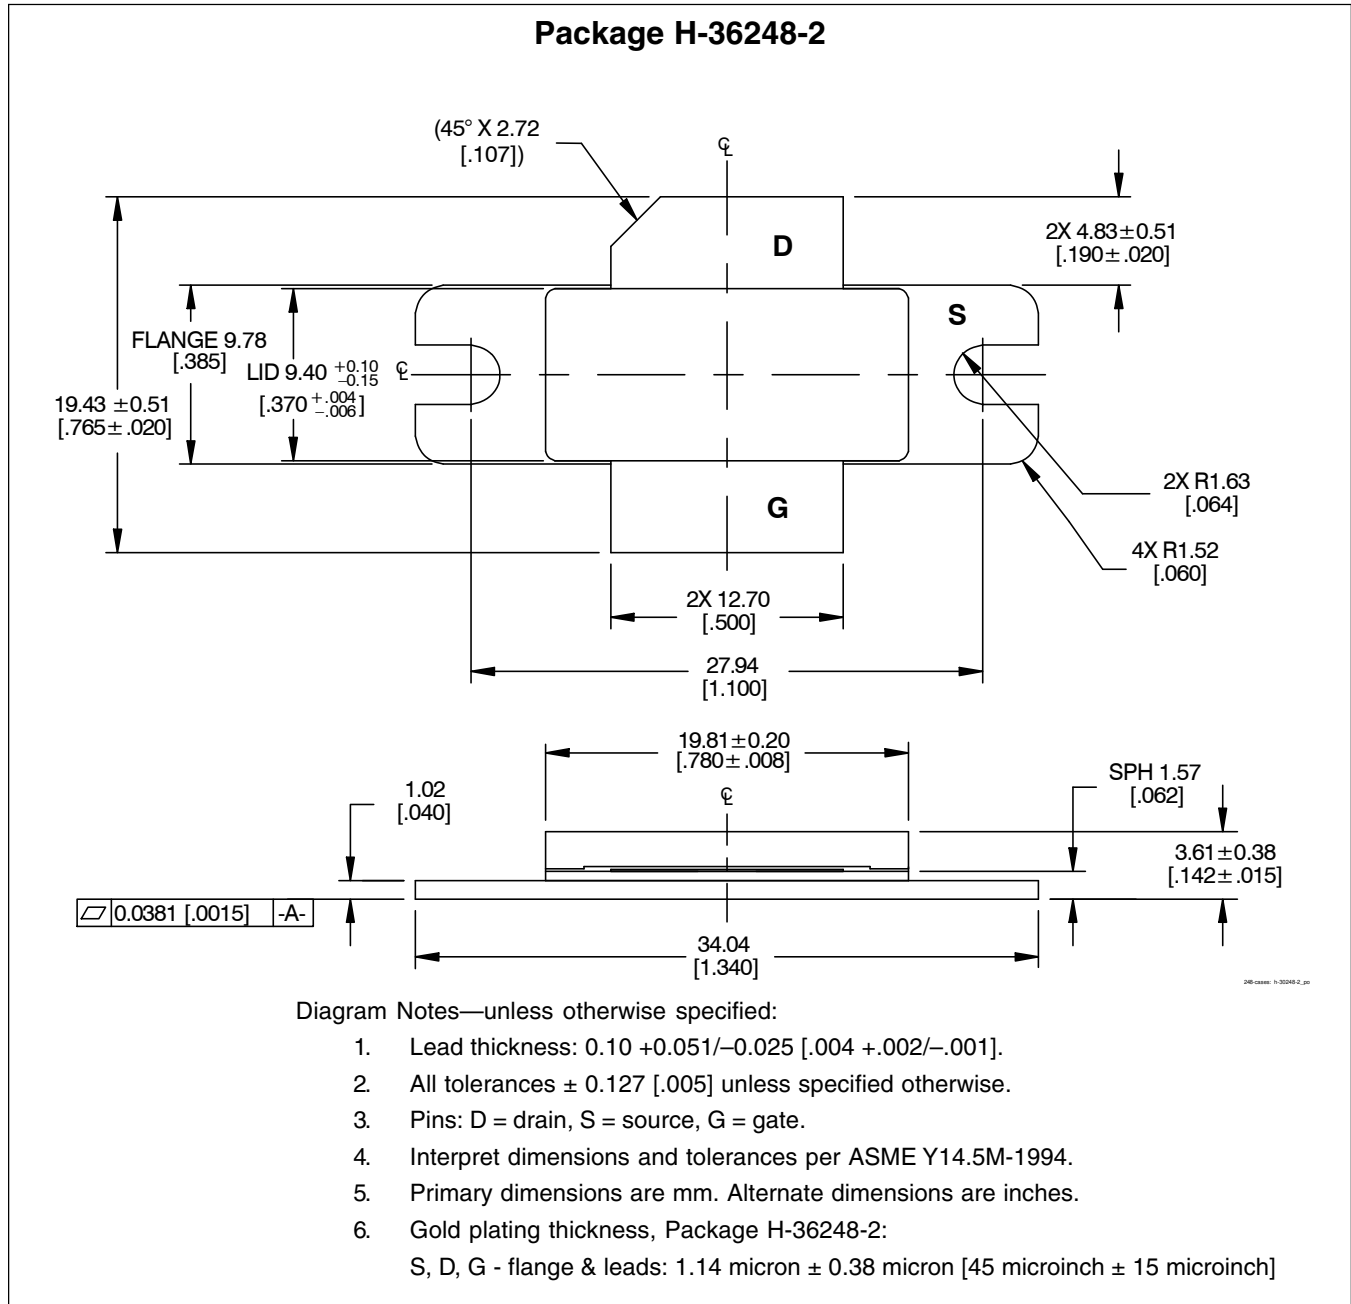 Package H-36248-2
(45° X 2.72
[.107])
℄
D
2X 4.83±0.51
[.190±.020]
S
FLANGE 9.78
[.385]
LID 9.40 +0.10
–0.15
[.370 +.004
–.006]
℄
19.43 ±0.51
[.765±.020]
2X R1.63
[.064]
G
4X R1.52
[.060]
2X 12.70
[.500]
27.94
[1.100]
19.81±0.20
[.780±.008]
SPH 1.57
[.062]
1.02
[.040]
℄
3.61±0.38
[.142±.015]
⏥ 0.0381 [.0015] -A-
34.04
[1.340]
248-cases: h-30248-2_po
Diagram Notes—unless otherwise specified:
1. Lead thickness: 0.10 +0.051/–0.025 [.004 +.002/–.001].
2. All tolerances ± 0.127 [.005] unless specified otherwise.
3. Pins: D = drain, S = source, G = gate.
4. Interpret dimensions and tolerances per ASME Y14.5M-1994.
5. Primary dimensions are mm. Alternate dimensions are inches.
6. Gold plating thickness, Package H-36248-2:
S, D, G - flange & leads: 1.14 micron ± 0.38 micron [45 microinch ± 15 microinch]